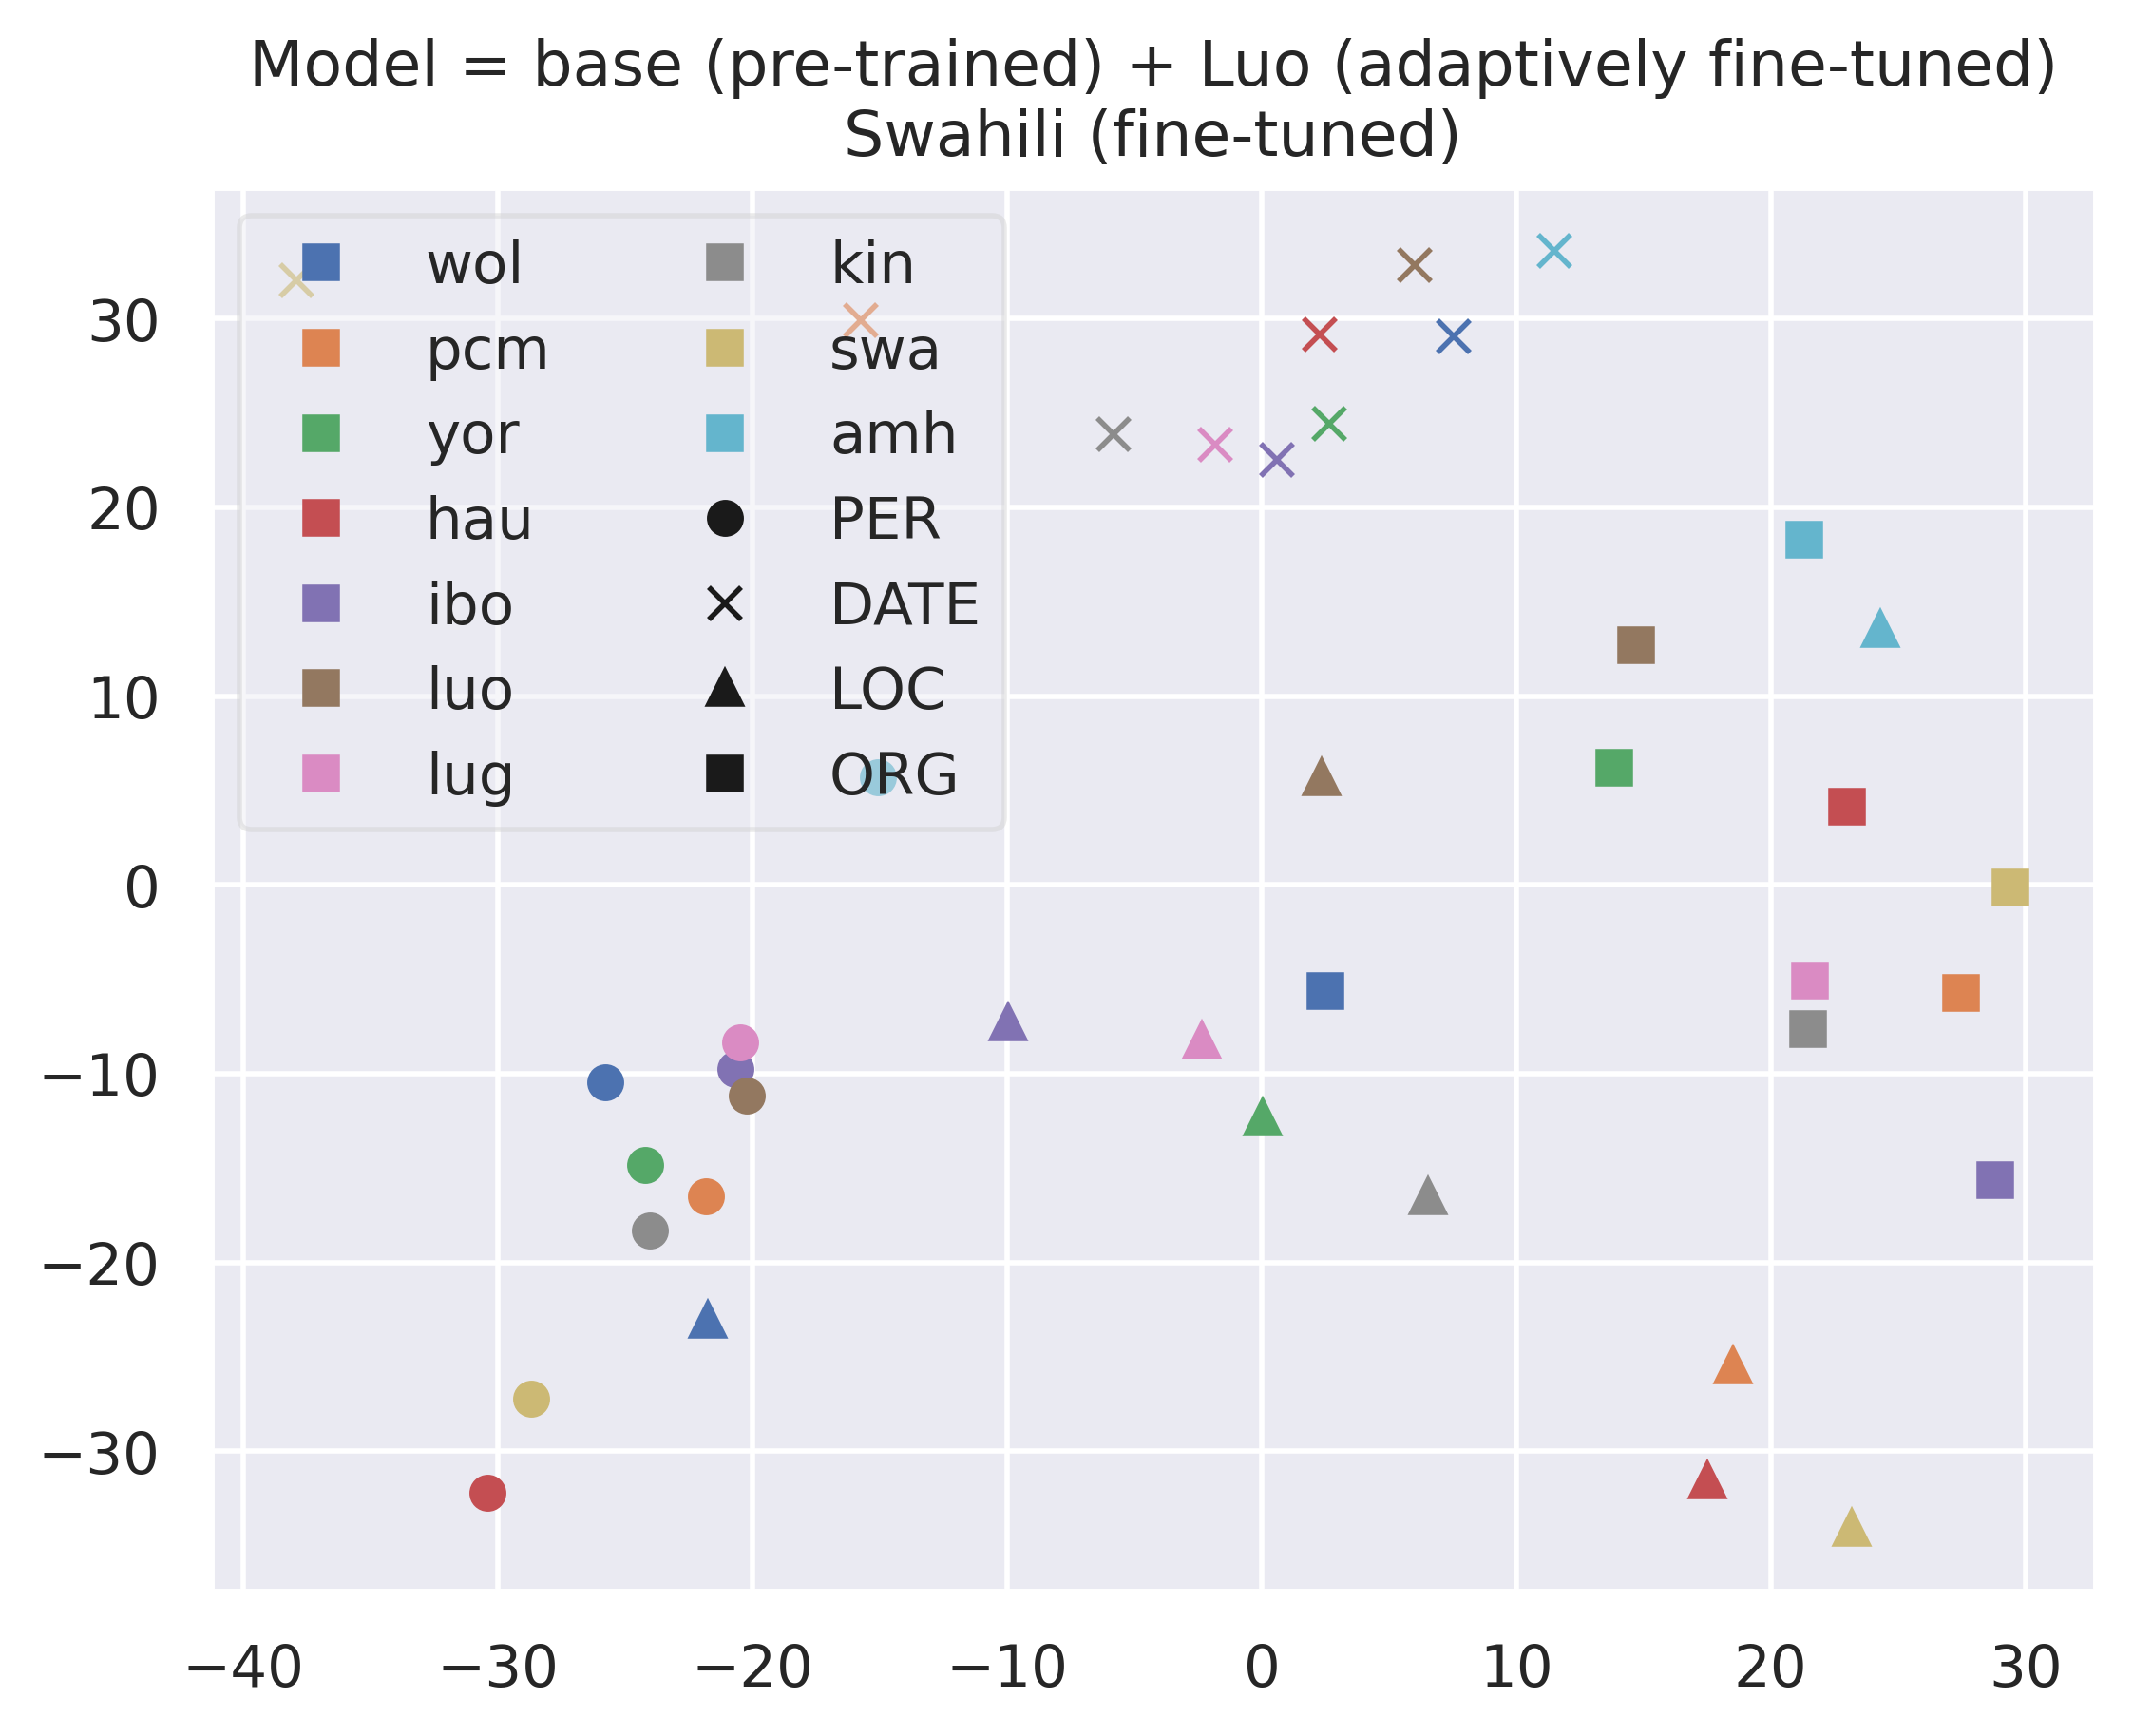 Model = base (pre-trained) + Luo (adaptively fine-tuned)
Swahili (fine-tuned)
wol
pcm
yor
hau
ibo
luo
lug
kin
swa
amh
PER
DATE
LOC
ORG
30
20
10
0
−10
−20
−30
−40
−30
−20
−10
0
10
20
30